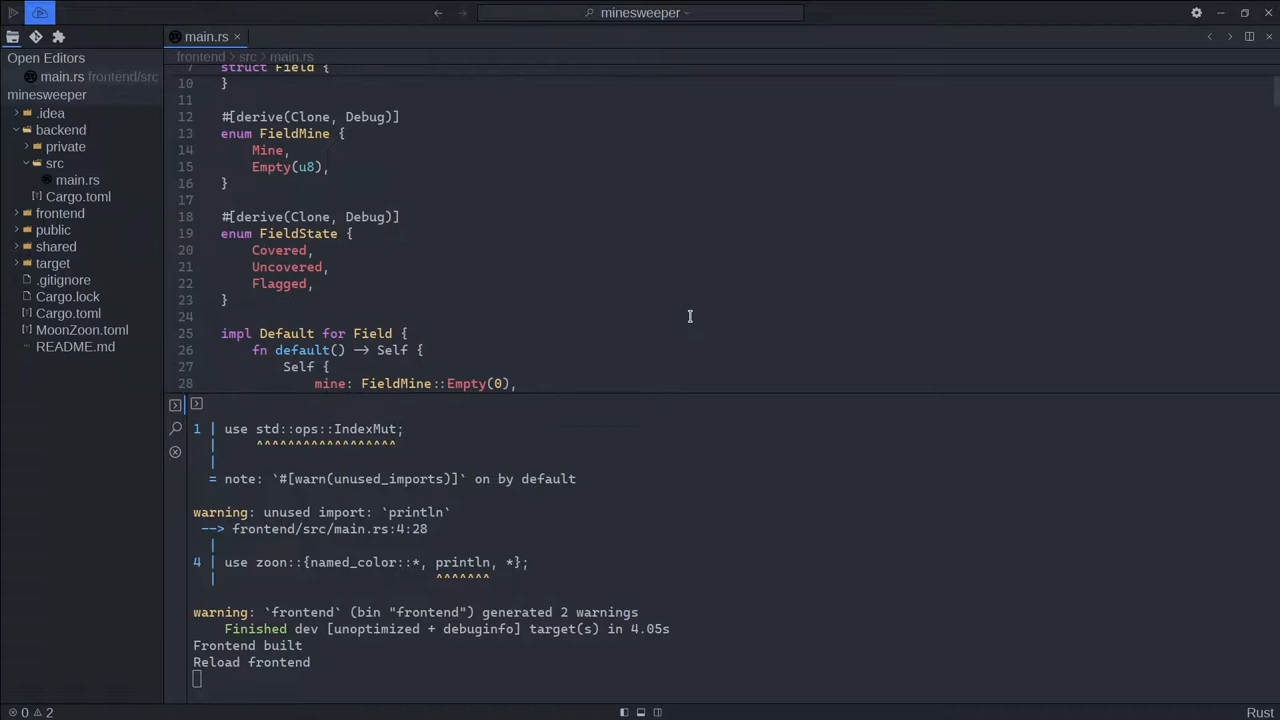 minesweeper
main.rs
Open Editors
main.rs frontend/src
minesweeper
.idea
backend
private
src
main.rs
Cargo.toml
frontend
public
shared
target
.gitignore
Cargo.lock
Cargo.toml
MoonZoon.toml
README.md
frontend > src > main.rs
7 struct Field {
10 }
11
12 #[derive(Clone, Debug)]
13 enum FieldMine {
14 Mine,
15 Empty(u8),
16 }
17
18 #[derive(Clone, Debug)]
19 enum FieldState {
20 Covered,
21 Uncovered,
22 Flagged,
23 }
24
25 impl Default for Field {
26 fn default() -> Self {
27 Self {
28 mine: FieldMine::Empty(0),
1 | use std::ops::IndexMut;
| ^^^^^^^^^^^^^^^^^^
|
= note: `#[warn(unused_imports)]` on by default
warning: unused import: `println`
--> frontend/src/main.rs:4:28
|
4 | use zoon::{named_color::*, println, *};
| ^^^^^^^
warning: `frontend` (bin "frontend") generated 2 warnings
Finished dev [unoptimized + debuginfo] target(s) in 4.05s
Frontend built
Reload frontend
0 2
Rust